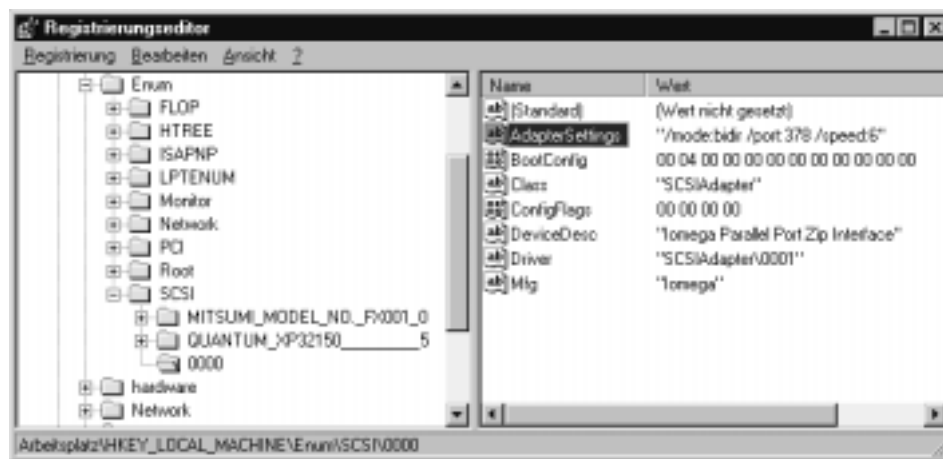 Registrierungseditor
Registrierung Bearbeiten Ansicht ?
Enum
FLOP
HTREE
ISAPNP
LPTENUM
Monitor
Network
PCI
Root
SCSI
MITSUMI_MODEL_NO._FX001_0
QUANTUM_XP32150________5
0000
hardware
Network
Name Wert
(Standard) (Wert nicht gesetzt)
AdapterSettings "/mode:bidir /port 378 /speed:6"
BootConfig 00 04 00 00 00 00 00 00 00 00 00 00
Class "SCSIAdapter"
ConfigFlags 00 00 00 00
DeviceDesc "Iomega Parallel Port Zip Interface"
Driver "SCSIAdapter\0001"
Mfg "Iomega"
Arbeitsplatz\HKEY_LOCAL_MACHINE\Enum\SCSI\0000